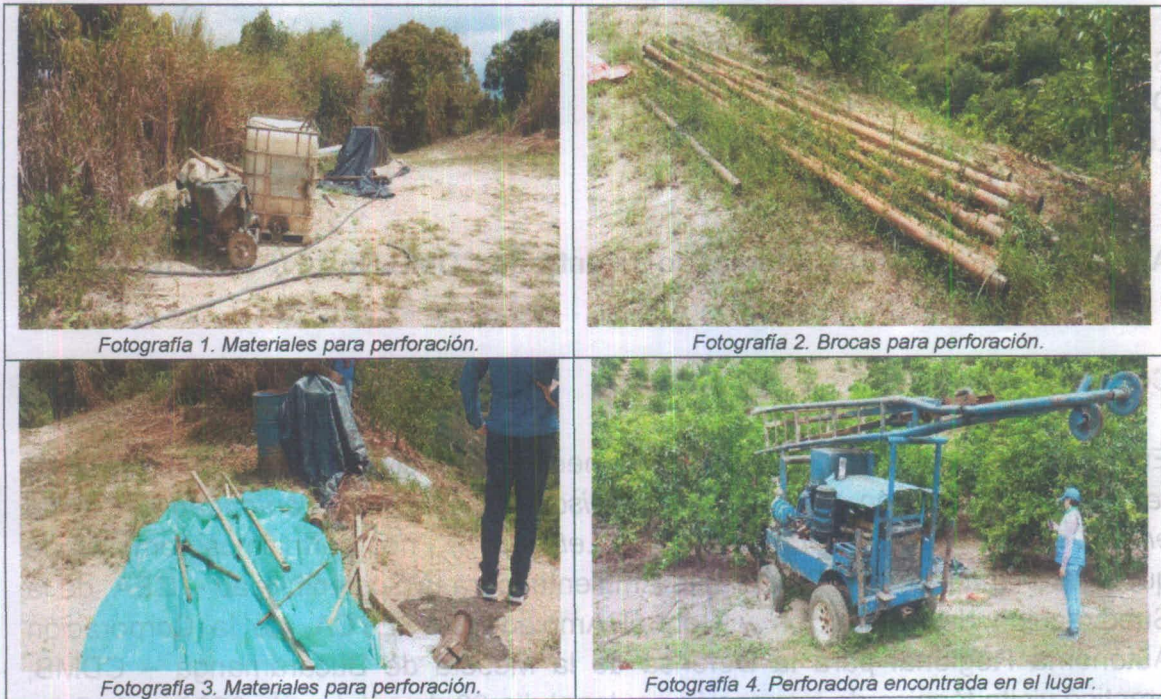 Fotografía 1. Materiales para perforación.
Fotografía 2. Brocas para perforación.
Fotografía 3. Materiales para perforación.
Fotografía 4. Perforadora encontrada en el lugar.